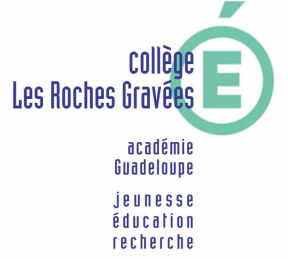 collège
Les Roches Gravées
É
académie
Guadeloupe
jeunesse
éducation
recherche